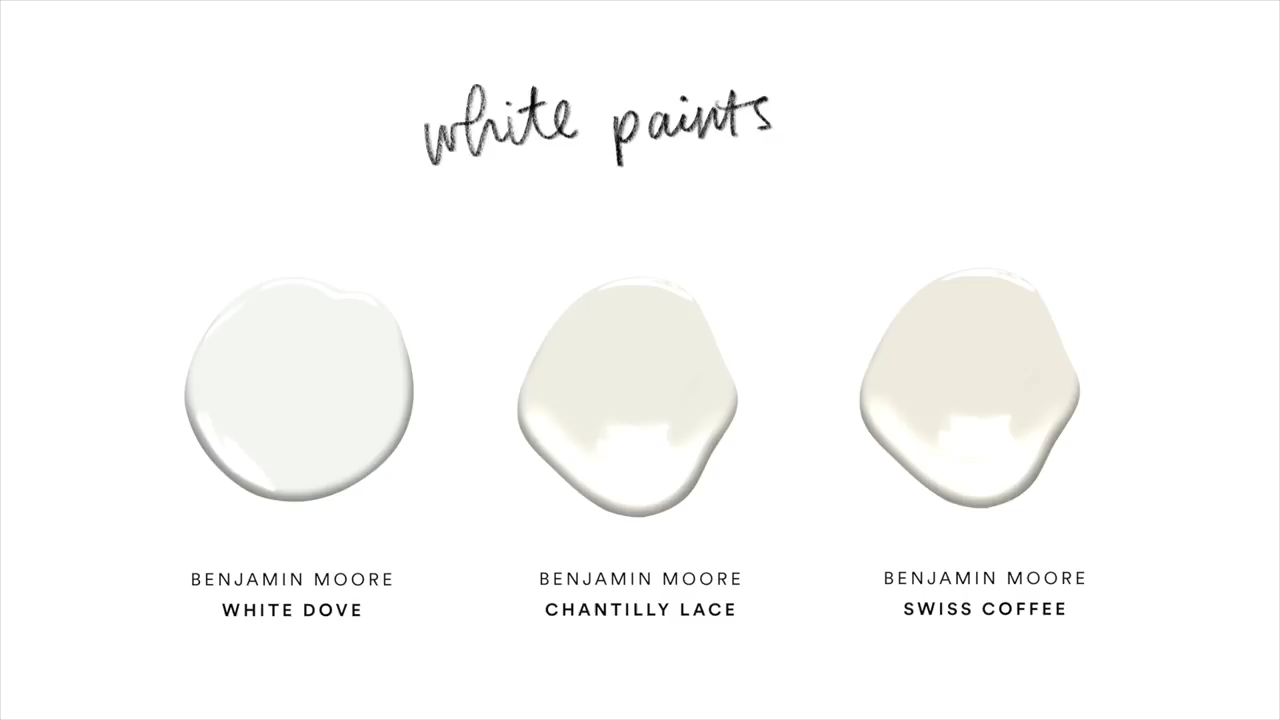 white paints
BENJAMIN MOORE
WHITE DOVE
BENJAMIN MOORE
CHANTILLY LACE
BENJAMIN MOORE
SWISS COFFEE